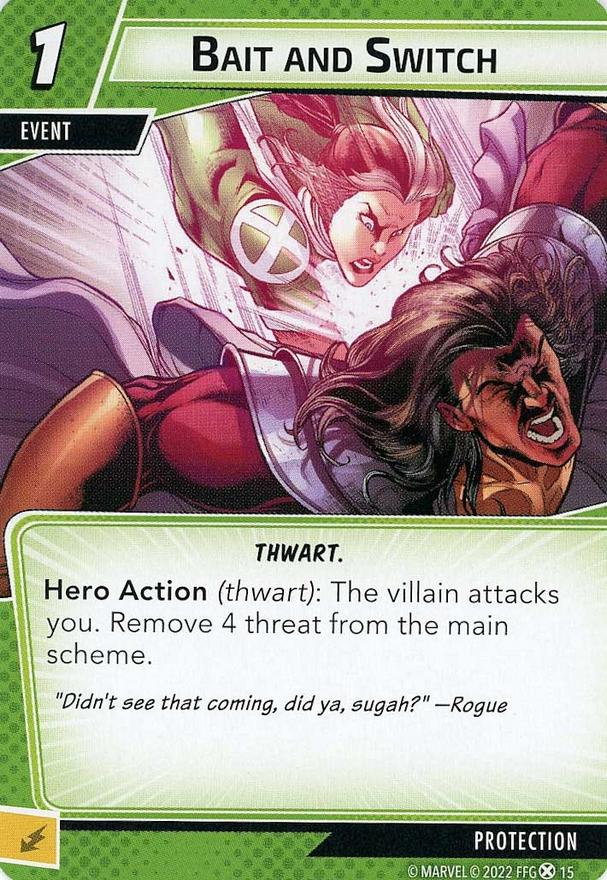 1
BAIT AND SWITCH
EVENT
THWART.
Hero Action (thwart): The villain attacks
you. Remove 4 threat from the main
scheme.
"Didn't see that coming, did ya, sugah?" —Rogue
PROTECTION
© MARVEL © 2022 FFG 15